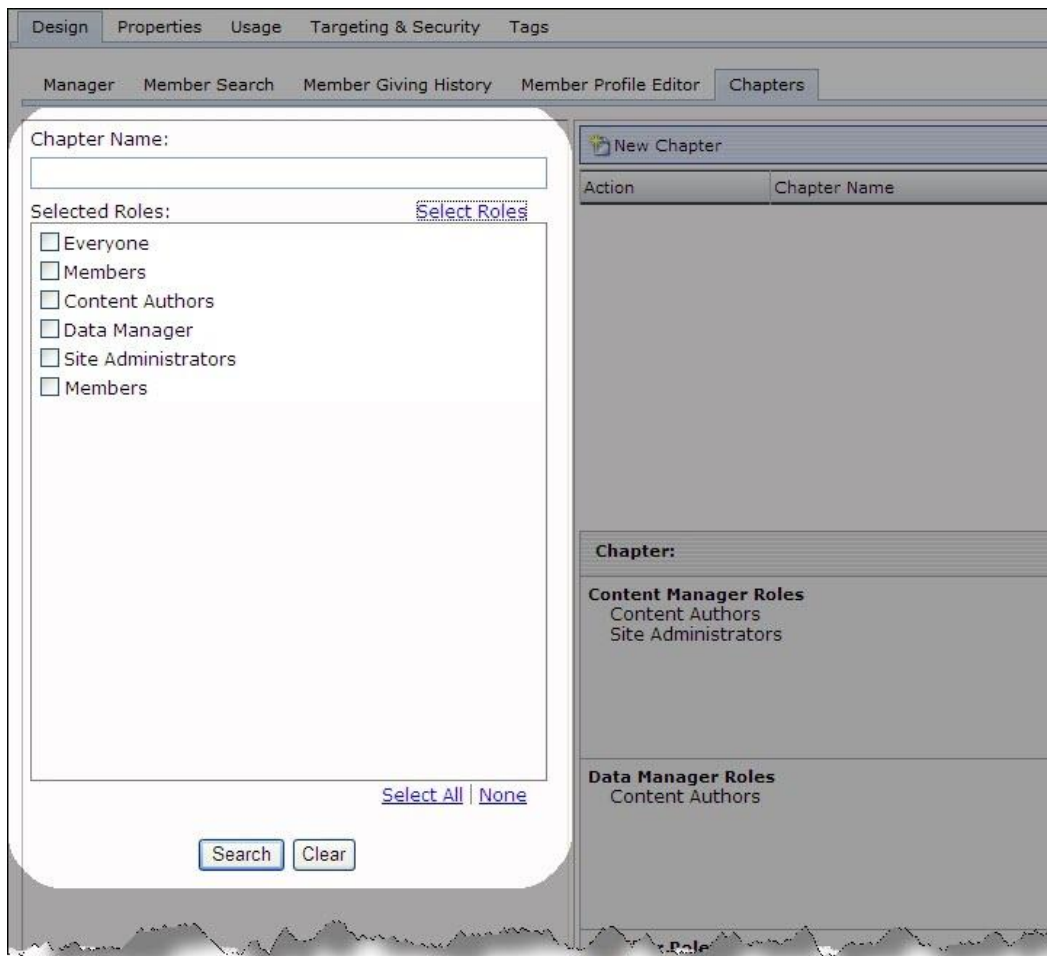 Design Properties Usage Targeting & Security Tags
Manager Member Search Member Giving History Member Profile Editor Chapters
Chapter Name:
Selected Roles: Select Roles
Everyone
Members
Content Authors
Data Manager
Site Administrators
Members
Select All | None
Search Clear
New Chapter
Action Chapter Name
Chapter:
Content Manager Roles
Content Authors
Site Administrators
Data Manager Roles
Content Authors